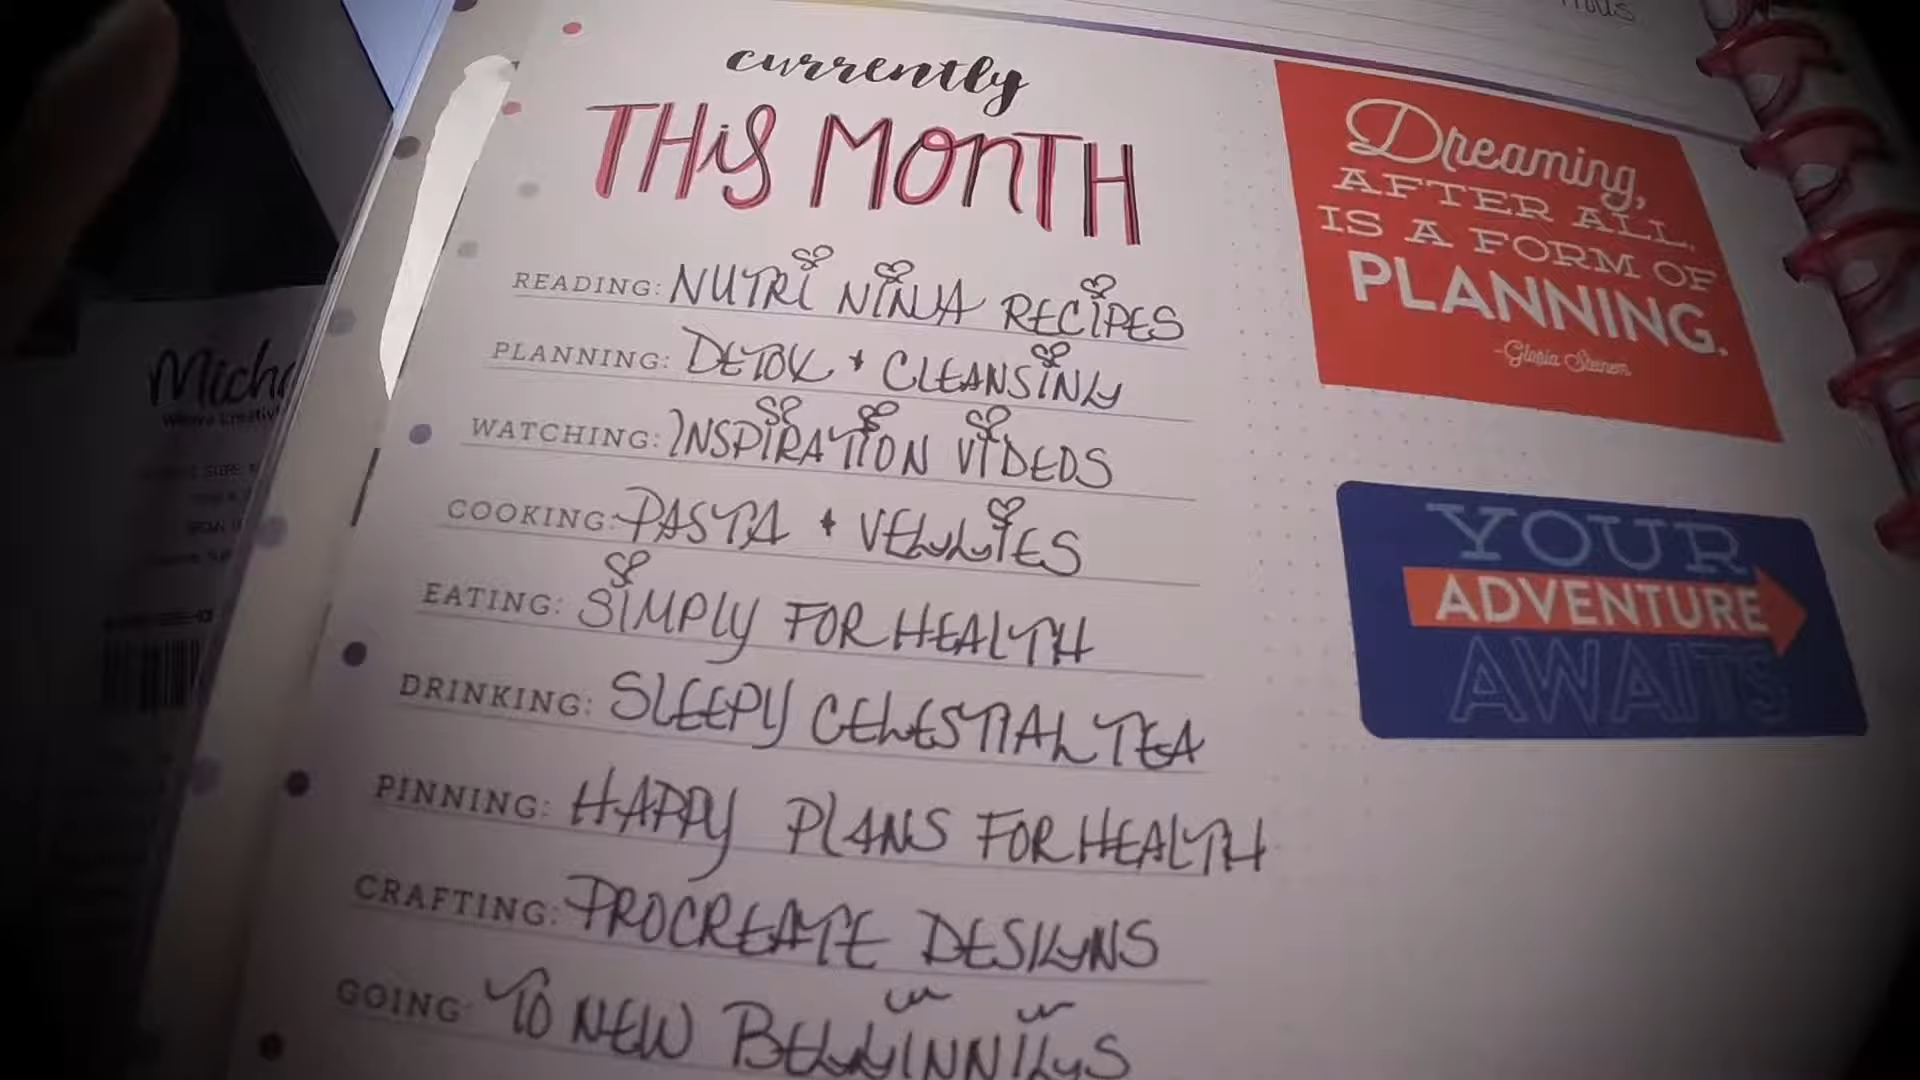 currently
THis MonTH
READING: NUTRi NiNJA RECiPES
PLANNING: DETOX + CLEANSiNG
WATCHING: INSPiRATiON ViDEOS
COOKING: PASTA + VEGGiES
EATING: SiMPLY FOR HEALTH
DRINKING: SLEEPY CELESTIAL TEA
PINNING: HAPPY PLANS FOR HEALTH
CRAFTING: PROCREATE DESIGNS
GOING: TO NEW BEGINNINGS
Dreaming,
AFTER ALL,
IS A FORM OF
PLANNING.
-Gloria Steinem
YOUR
ADVENTURE
AWAITS
Micha